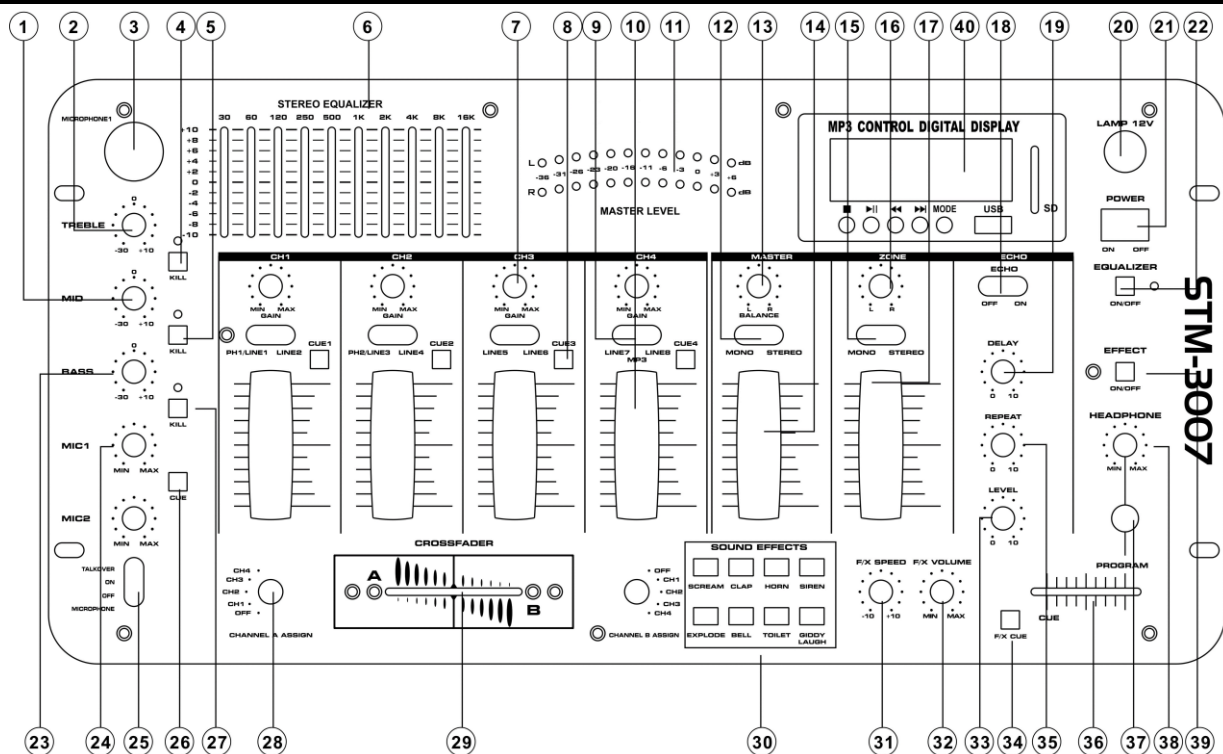 1 2 3 4 5 6 7 8 9 10 11 12 13 14 15 16 17 40 18 19 20 21 22
STEREO EQUALIZER
30 60 120 250 500 1K 2K 4K 8K 16K
MICROPHONE1
+10
+8
+6
+4
+2
0
-2
-4
-6
-8
-10
L dB
-36 -31 -26 -23 -20 -16 -11 -6 -3 0 +3 +6
R dB
MASTER LEVEL
MP3 CONTROL DIGITAL DISPLAY
MODE USB SD
LAMP 12V
POWER
ON OFF
EQUALIZER
ON/OFF
EFFECT
ON/OFF
STM-3007
TREBLE
0
-30 +10
KILL
MID
0
-30 +10
KILL
BASS
0
-30 +10
KILL
MIC1
MIN MAX
CUE
MIC2
MIN MAX
TALKOVER
ON
OFF
MICROPHONE
CH1 CH2 CH3 CH4 MASTER ZONE ECHO
MIN MAX MIN MAX MIN MAX MIN MAX L R L R
GAIN GAIN GAIN GAIN BALANCE
PH1/LINE1 LINE2 CUE1
PH2/LINE3 LINE4 CUE2
LINE5 LINE6 CUE3
LINE7 LINE8 CUE4
MP3
MONO STEREO
MONO STEREO
ECHO
OFF ON
DELAY
0 10
REPEAT
0 10
LEVEL
0 10
HEADPHONE
MIN MAX
PROGRAM
CUE
CH4
CH3
CH2
CH1
OFF
CHANNEL A ASSIGN
CROSSFADER
A
B
OFF
CH1
CH2
CH3
CH4
CHANNEL B ASSIGN
SOUND EFFECTS
SCREAM CLAP HORN SIREN
EXPLODE BELL TOILET GIDDY LAUGH
F/X SPEED
-10 +10
F/X VOLUME
MIN MAX
F/X CUE
23 24 25 26 27 28 29 30 31 32 33 34 35 36 37 38 39